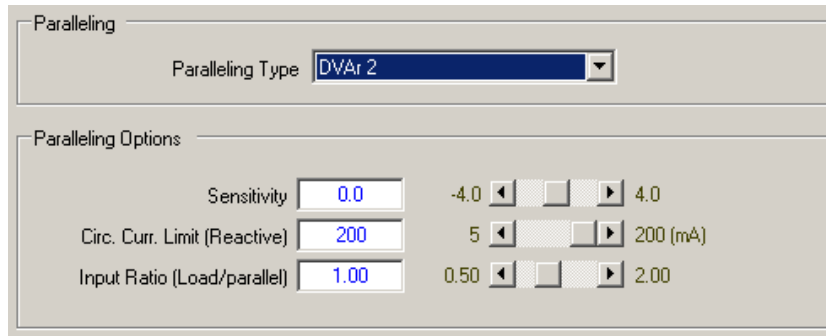 Paralleling
Paralleling Type DVAr 2
Paralleling Options
Sensitivity 0.0 -4.0 4.0
Circ. Curr. Limit (Reactive) 200 5 200 (mA)
Input Ratio (Load/parallel) 1.00 0.50 2.00